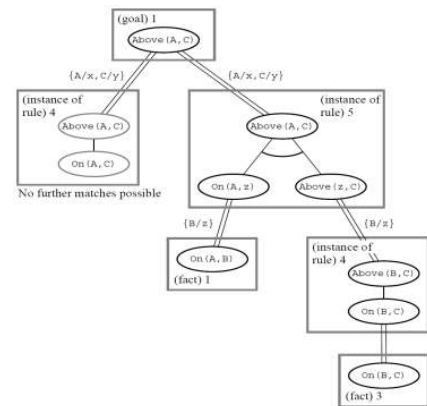 (goal) 1
Above(A,C)
{A/x,C/y}
{A/x,C/y}
(instance of
rule) 4
Above(A,C)
On(A,C)
No further matches possible
(instance of
rule) 5
Above(A,C)
On(A,z)
Above(z,C)
{B/z}
{B/z}
On(A,B)
(fact) 1
(instance of
rule) 4
Above(B,C)
On(B,C)
On(B,C)
(fact) 3